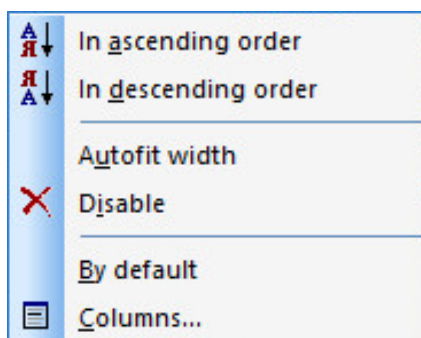 In ascending order
In descending order
Autofit width
Disable
By default
Columns...